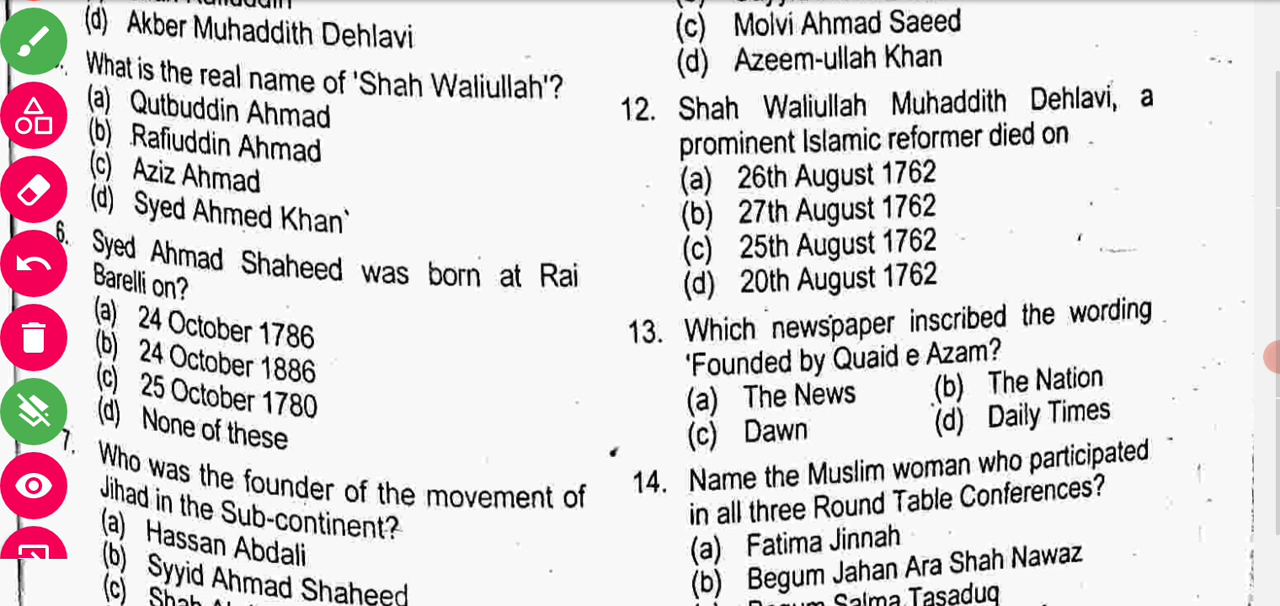 (d) Akber Muhaddith Dehlavi
What is the real name of 'Shah Waliullah'?
(a) Qutbuddin Ahmad
(b) Rafiuddin Ahmad
(c) Aziz Ahmad
(d) Syed Ahmed Khan`
6. Syed Ahmad Shaheed was born at Rai
Barelli on?
(a) 24 October 1786
(b) 24 October 1886
(c) 25 October 1780
(d) None of these
7. Who was the founder of the movement of
Jihad in the Sub-continent?
(a) Hassan Abdali
(b) Syyid Ahmad Shaheed
(c) Shah
(c) Molvi Ahmad Saeed
(d) Azeem-ullah Khan
12. Shah Waliullah Muhaddith Dehlavi, a
prominent Islamic reformer died on
(a) 26th August 1762
(b) 27th August 1762
(c) 25th August 1762
(d) 20th August 1762
13. Which newspaper inscribed the wording
'Founded by Quaid e Azam?
(a) The News (b) The Nation
(c) Dawn (d) Daily Times
14. Name the Muslim woman who participated
in all three Round Table Conferences?
(a) Fatima Jinnah
(b) Begum Jahan Ara Shah Nawaz
Begum Salma Tasaduq